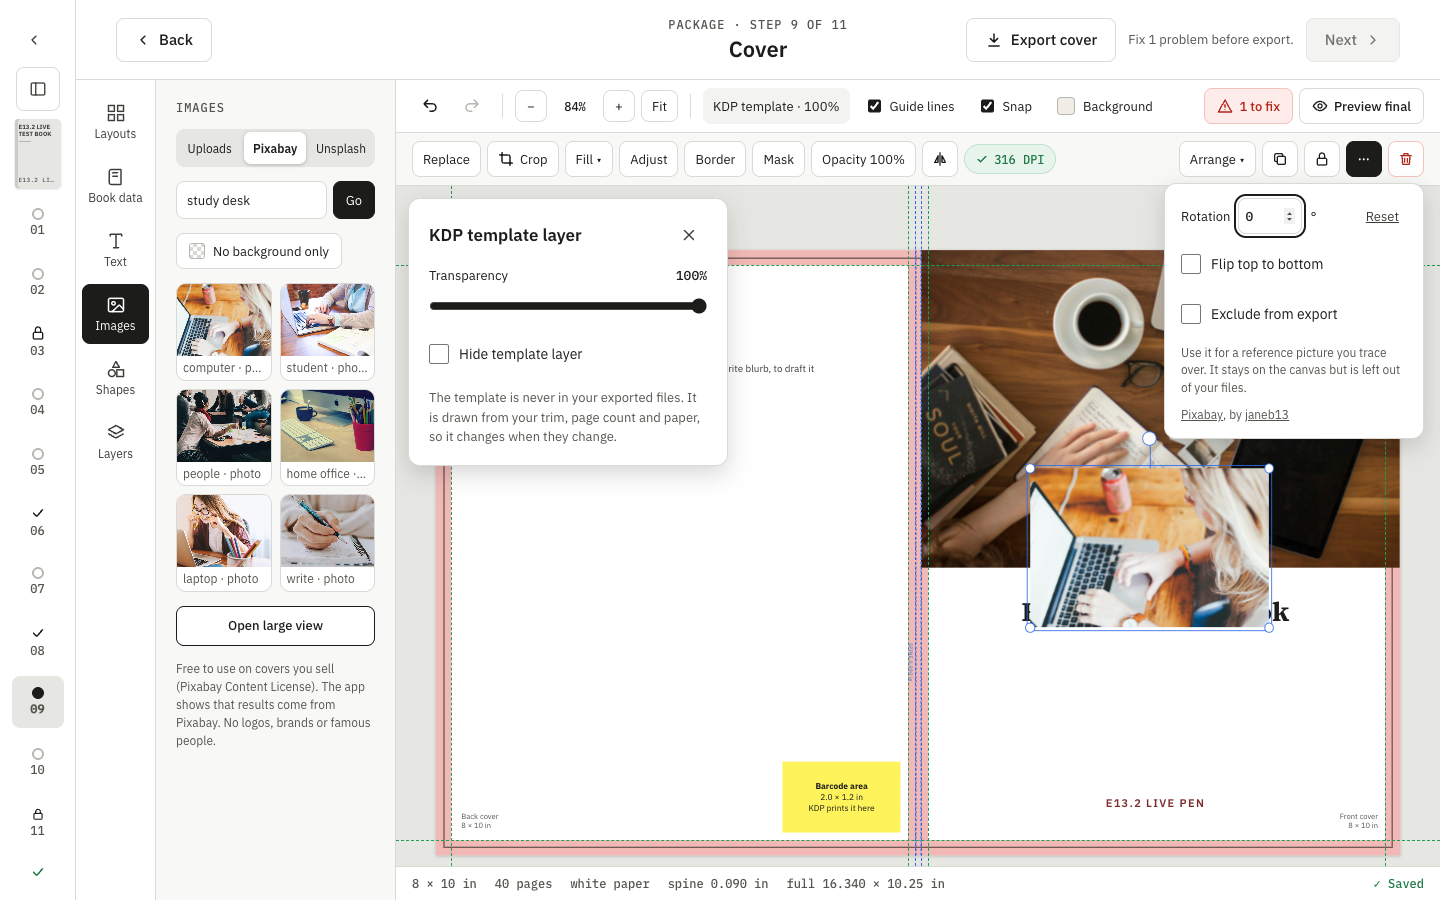 PACKAGE · STEP 9 OF 11
Back
Cover
Export cover
Fix 1 problem before export.
Next
E13.2 LIVE
TEST BOOK
E13.2 LI…
01
02
03
04
05
06
07
08
09
10
11
Layouts
Book data
Text
Images
Shapes
Layers
IMAGES
Uploads
Pixabay
Unsplash
study desk
Go
No background only
computer · p…
student · pho…
people · photo
home office ·…
laptop · photo
write · photo
Open large view
Free to use on covers you sell
(Pixabay Content License). The app
shows that results come from
Pixabay. No logos, brands or famous
people.
− 84% + Fit
KDP template · 100%
Guide lines
Snap
Background
1 to fix
Preview final
Replace
Crop
Fill
Adjust
Border
Mask
Opacity 100%
316 DPI
Arrange
KDP template layer
Transparency 100%
Hide template layer
The template is never in your exported files. It
is drawn from your trim, page count and paper,
so it changes when they change.
rite blurb, to draft it
Rotation 0 ° Reset
Flip top to bottom
Exclude from export
Use it for a reference picture you trace
over. It stays on the canvas but is left out
of your files.
Pixabay, by janeb13
SOUL
k
Barcode area
2.0 × 1.2 in
KDP prints it here
Back cover
8 × 10 in
E13.2 LIVE PEN
Front cover
8 × 10 in
8 × 10 in 40 pages white paper spine 0.090 in full 16.340 × 10.25 in
✓ Saved